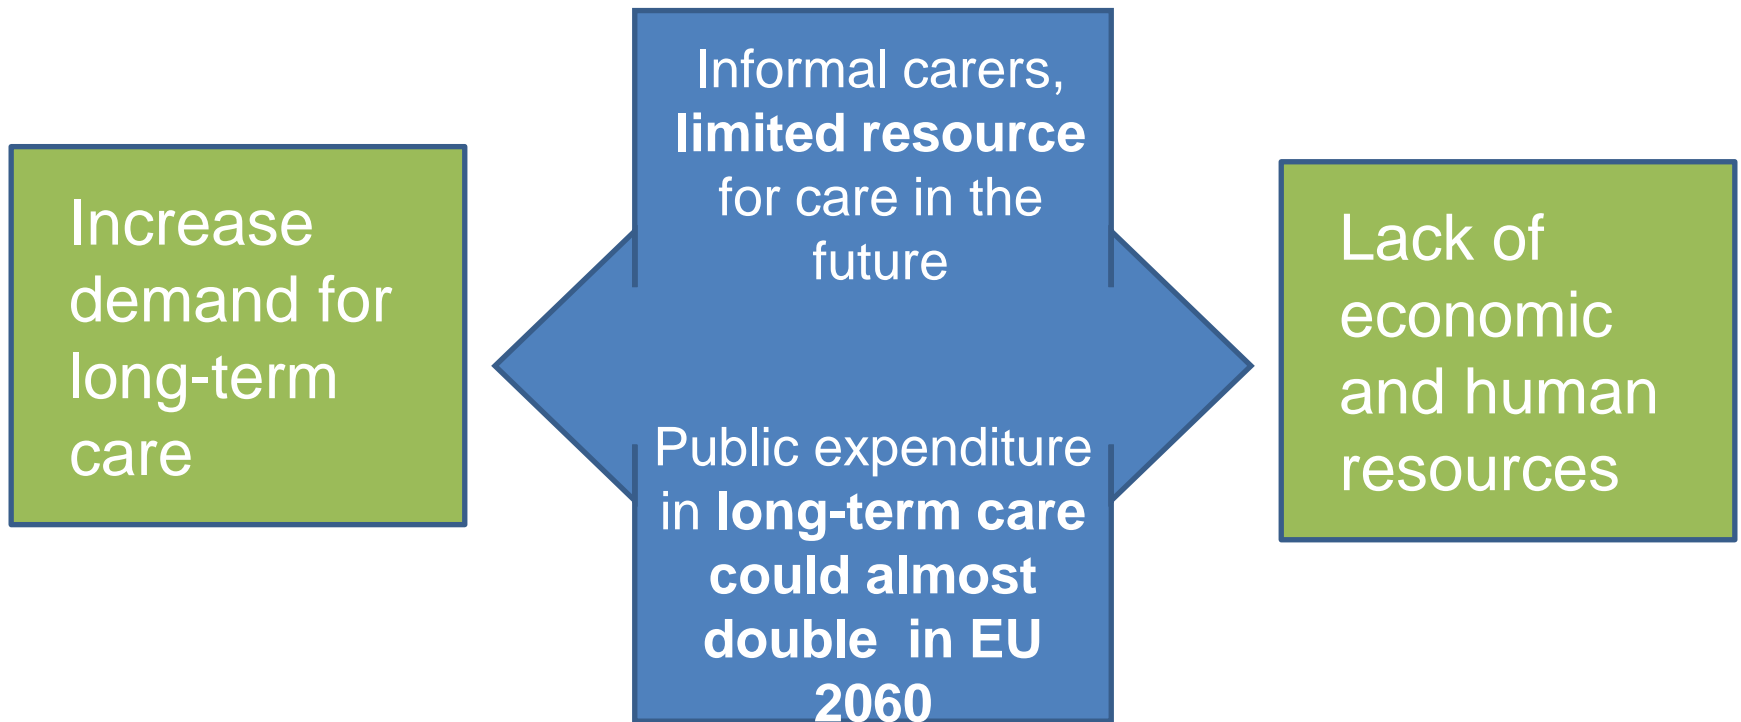 Increase
demand for
long-term
care
Informal carers,
limited resource
for care in the
future
Public expenditure
in long-term care
could almost
double  in EU
2060
Lack of
economic
and human
resources